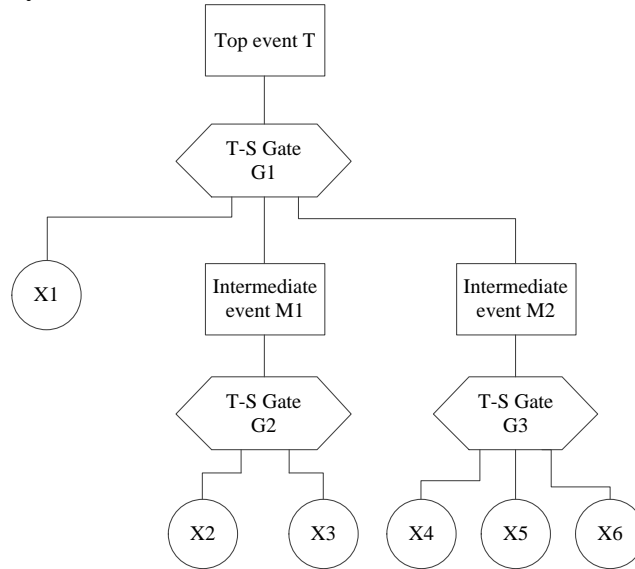 Top event T
T-S Gate
G1
X1
Intermediate
event M1
Intermediate
event M2
T-S Gate
G2
T-S Gate
G3
X2
X3
X4
X5
X6